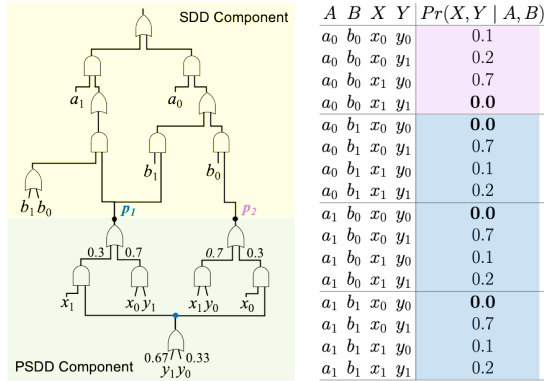 SDD Component
a₁
a₀
b₁
b₀
b₁ b₀
p₁
p₂
0.3
0.7
0.7
0.3
x₁
x₀ y₁
x₁ y₀
x₀
0.67
0.33
y₁ y₀
PSDD Component
A B X Y Pr(X, Y | A, B)
a₀ b₀ x₀ y₀ 0.1
a₀ b₀ x₀ y₁ 0.2
a₀ b₀ x₁ y₀ 0.7
a₀ b₀ x₁ y₁ 0.0
a₀ b₁ x₀ y₀ 0.0
a₀ b₁ x₀ y₁ 0.7
a₀ b₁ x₁ y₀ 0.1
a₀ b₁ x₁ y₁ 0.2
a₁ b₀ x₀ y₀ 0.0
a₁ b₀ x₀ y₁ 0.7
a₁ b₀ x₁ y₀ 0.1
a₁ b₀ x₁ y₁ 0.2
a₁ b₁ x₀ y₀ 0.0
a₁ b₁ x₀ y₁ 0.7
a₁ b₁ x₁ y₀ 0.1
a₁ b₁ x₁ y₁ 0.2